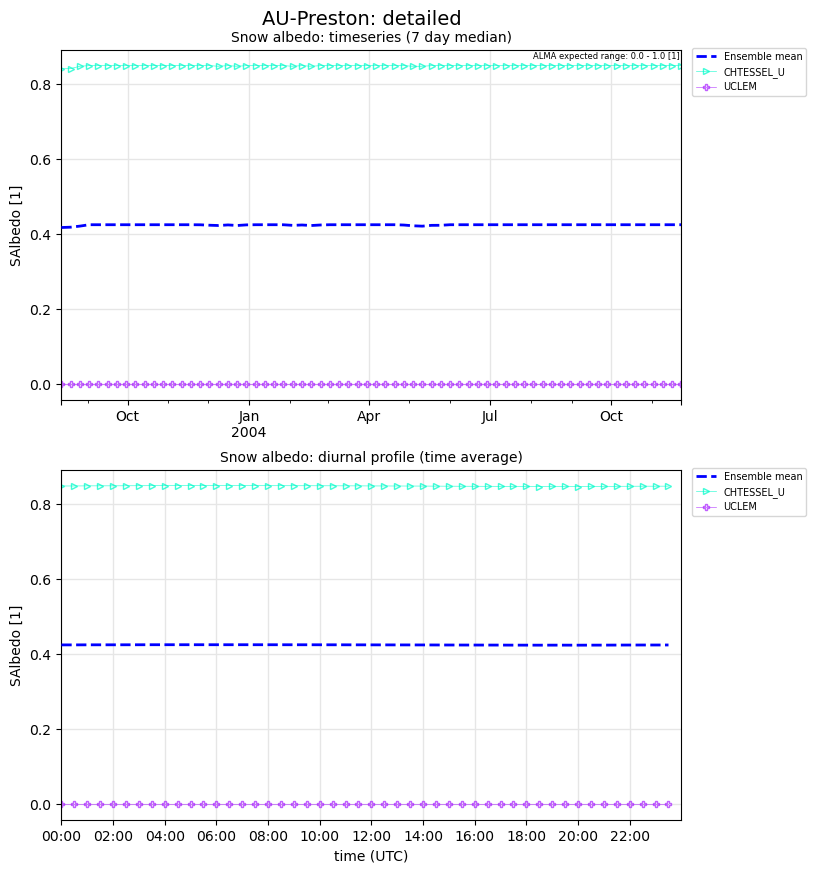 AU-Preston: detailed
Snow albedo: timeseries (7 day median)
ALMA expected range: 0.0 - 1.0 [1]
Ensemble mean
CHTESSEL_U
UCLEM
SAlbedo [1]
0.8
0.6
0.4
0.2
0.0
Oct Jan Apr Jul Oct
2004
Snow albedo: diurnal profile (time average)
Ensemble mean
CHTESSEL_U
UCLEM
SAlbedo [1]
0.8
0.6
0.4
0.2
0.0
00:00 02:00 04:00 06:00 08:00 10:00 12:00 14:00 16:00 18:00 20:00 22:00
time (UTC)